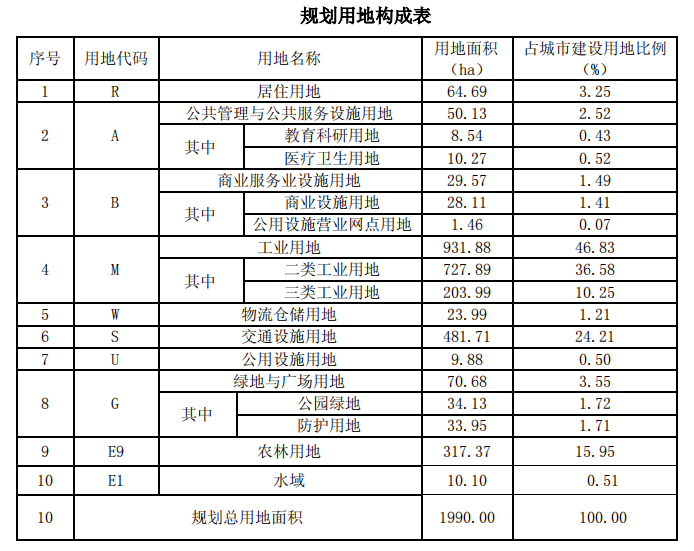 规划用地构成表
序号 用地代码 用地名称 用地面积（ha） 占城市建设用地比例（%）
1 R 居住用地 64.69 3.25
2 A 公共管理与公共服务设施用地 50.13 2.52
其中 教育科研用地 8.54 0.43
医疗卫生用地 10.27 0.52
3 B 商业服务业设施用地 29.57 1.49
其中 商业设施用地 28.11 1.41
公用设施营业网点用地 1.46 0.07
4 M 工业用地 931.88 46.83
其中 二类工业用地 727.89 36.58
三类工业用地 203.99 10.25
5 W 物流仓储用地 23.99 1.21
6 S 交通设施用地 481.71 24.21
7 U 公用设施用地 9.88 0.50
8 G 绿地与广场用地 70.68 3.55
其中 公园绿地 34.13 1.72
防护用地 33.95 1.71
9 E9 农林用地 317.37 15.95
10 E1 水域 10.10 0.51
10 规划总用地面积 1990.00 100.00